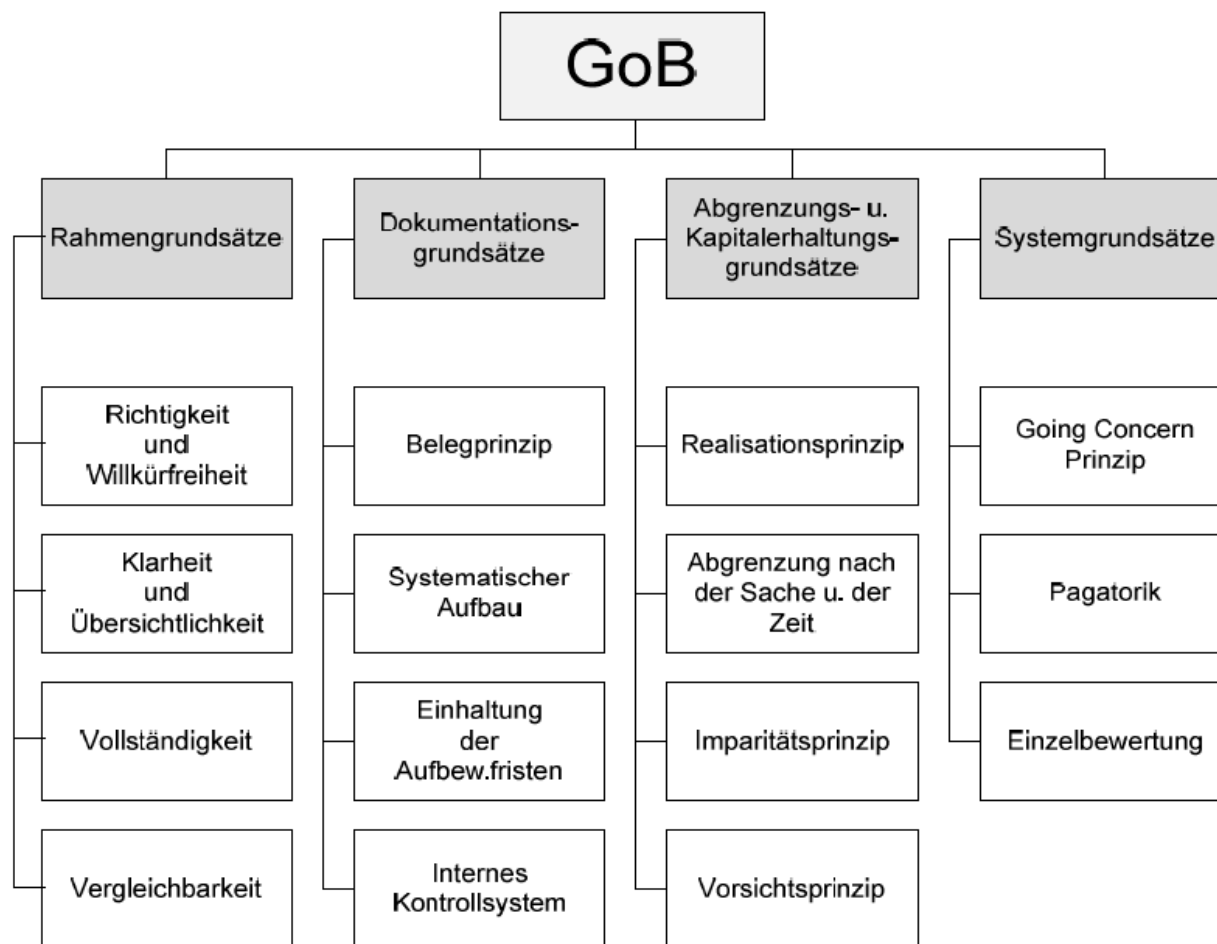 GoB
Rahmengrundsätze
Dokumentations-
grundsätze
Abgrenzungs- u.
Kapitalerhaltungs-
grundsätze
Systemgrundsätze
Richtigkeit
und
Willkürfreiheit
Belegprinzip
Realisationsprinzip
Going Concern
Prinzip
Klarheit
und
Übersichtlichkeit
Systematischer
Aufbau
Abgrenzung nach
der Sache u. der
Zeit
Pagatorik
Vollständigkeit
Einhaltung
der
Aufbew.fristen
Imparitätsprinzip
Einzelbewertung
Vergleichbarkeit
Internes
Kontrollsystem
Vorsichtsprinzip